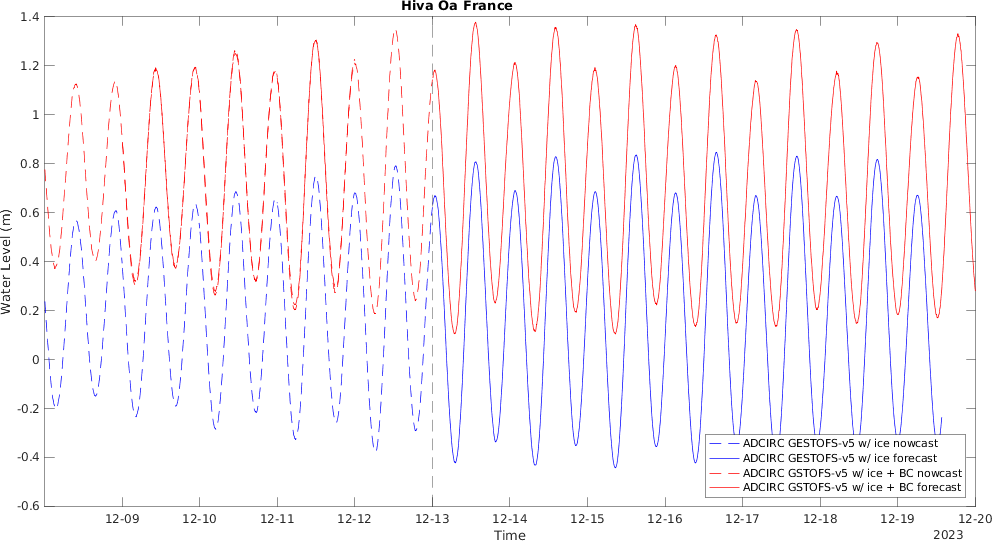 Hiva Oa France
1.4
1.2
1
0.8
0.6
0.4
0.2
0
-0.2
-0.4
-0.6
Water Level (m)
ADCIRC GESTOFS-v5 w/ ice nowcast
ADCIRC GESTOFS-v5 w/ ice forecast
ADCIRC GSTOFS-v5 w/ ice + BC nowcast
ADCIRC GSTOFS-v5 w/ ice + BC forecast
12-09 12-10 12-11 12-12 12-13 12-14 12-15 12-16 12-17 12-18 12-19 12-20
Time
2023